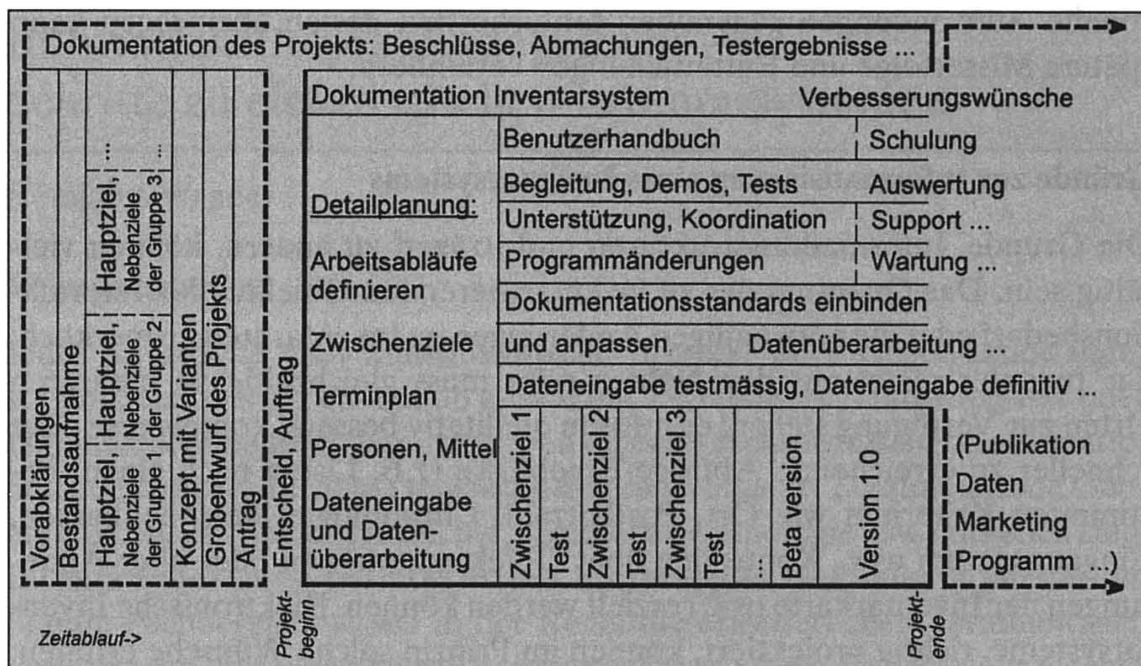 Dokumentation des Projekts: Beschlüsse, Abmachungen, Testergebnisse ...
Vorabklärungen
Bestandsaufnahme
Hauptziel,
Nebenziele
der Gruppe 1
Hauptziel,
Nebenziele
der Gruppe 2
Hauptziel,
Nebenziele
der Gruppe 3
...
...
Konzept mit Varianten
Grobentwurf des Projekts
Antrag
Entscheid, Auftrag
Dokumentation Inventarsystem Verbesserungswünsche
Detailplanung:
Arbeitsabläufe
definieren
Zwischenziele
Terminplan
Personen, Mittel
Dateneingabe
und Daten-
überarbeitung
Benutzerhandbuch Schulung
Begleitung, Demos, Tests Auswertung
Unterstützung, Koordination Support ...
Programmänderungen Wartung ...
Dokumentationsstandards einbinden
und anpassen Datenüberarbeitung ...
Dateneingabe testmässig, Dateneingabe definitiv ...
Zwischenziel 1
Test
Zwischenziel 2
Test
Zwischenziel 3
Test
...
Beta version
Version 1.0
(Publikation
Daten
Marketing
Programm ...)
Zeitablauf->
Projekt-
beginn
Projekt-
ende